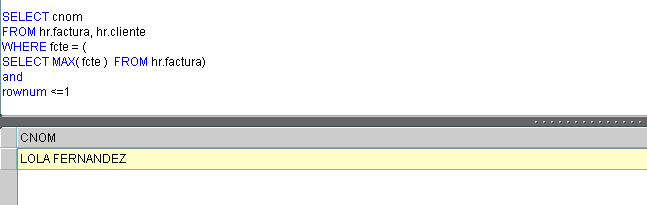 SELECT cnom
FROM hr.factura, hr.cliente
WHERE fcte = (
SELECT MAX( fcte )  FROM hr.factura)
and
rownum <=1
CNOM
LOLA FERNANDEZ